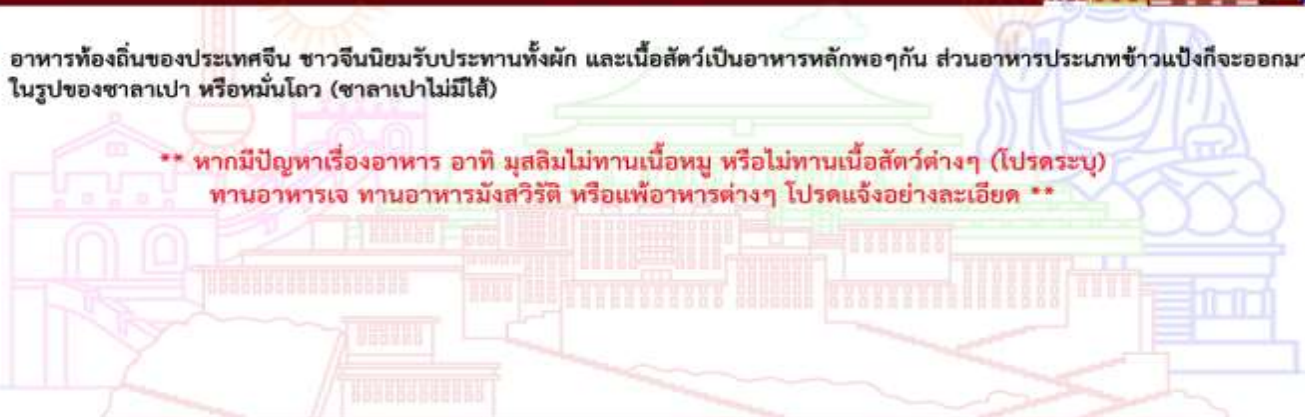 อาหารท้องถิ่นของประเทศจีน ชาวจีนนิยมรับประทานทั้งผัก และเนื้อสัตว์เป็นอาหารหลักพอๆกัน ส่วนอาหารประเภทข้าวแป้งก็จะออกมา
ในรูปของซาลาเปา หรือหมั่นโถว (ซาลาเปาไม่มีไส้)
** หากมีปัญหาเรื่องอาหาร อาทิ มุสลิมไม่ทานเนื้อหมู หรือไม่ทานเนื้อสัตว์ต่างๆ (โปรดระบุ)
ทานอาหารเจ ทานอาหารมังสวิรัติ หรือแพ้อาหารต่างๆ โปรดแจ้งอย่างละเอียด **